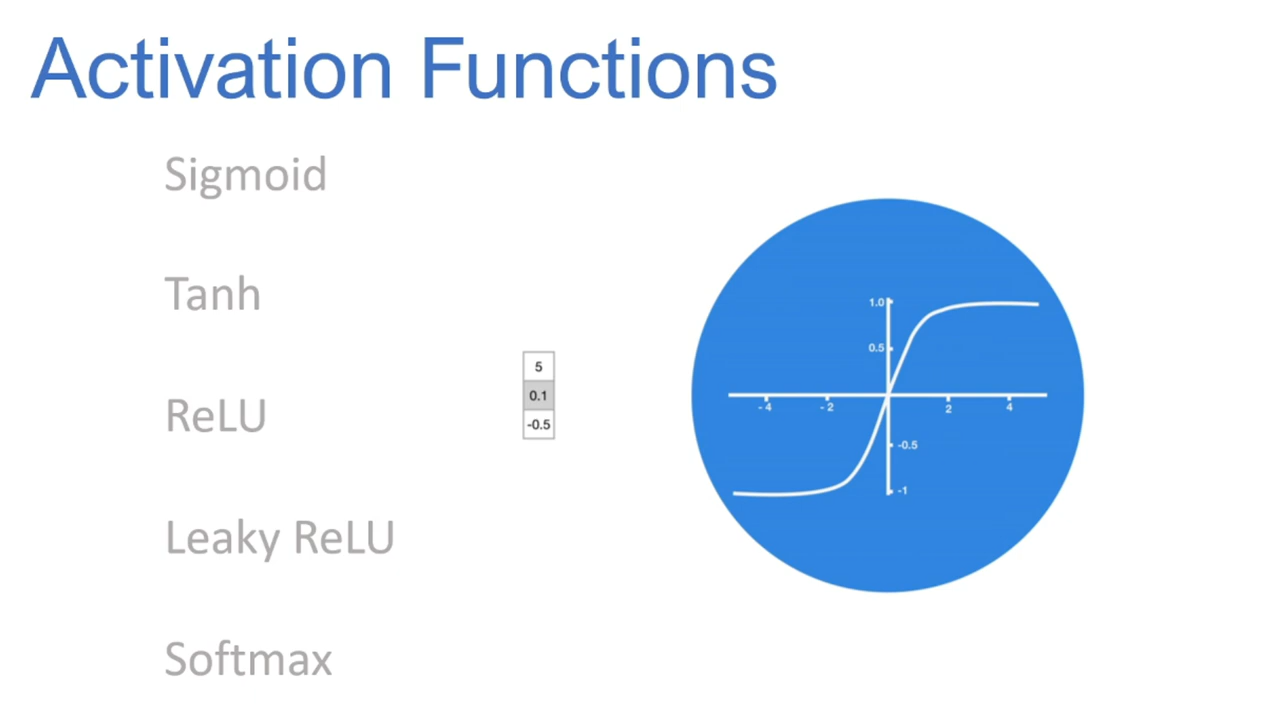 Activation Functions
Sigmoid
Tanh
ReLU
Leaky ReLU
Softmax
5
0.1
-0.5
1.0
0.5
- 4
- 2
2
4
-0.5
-1